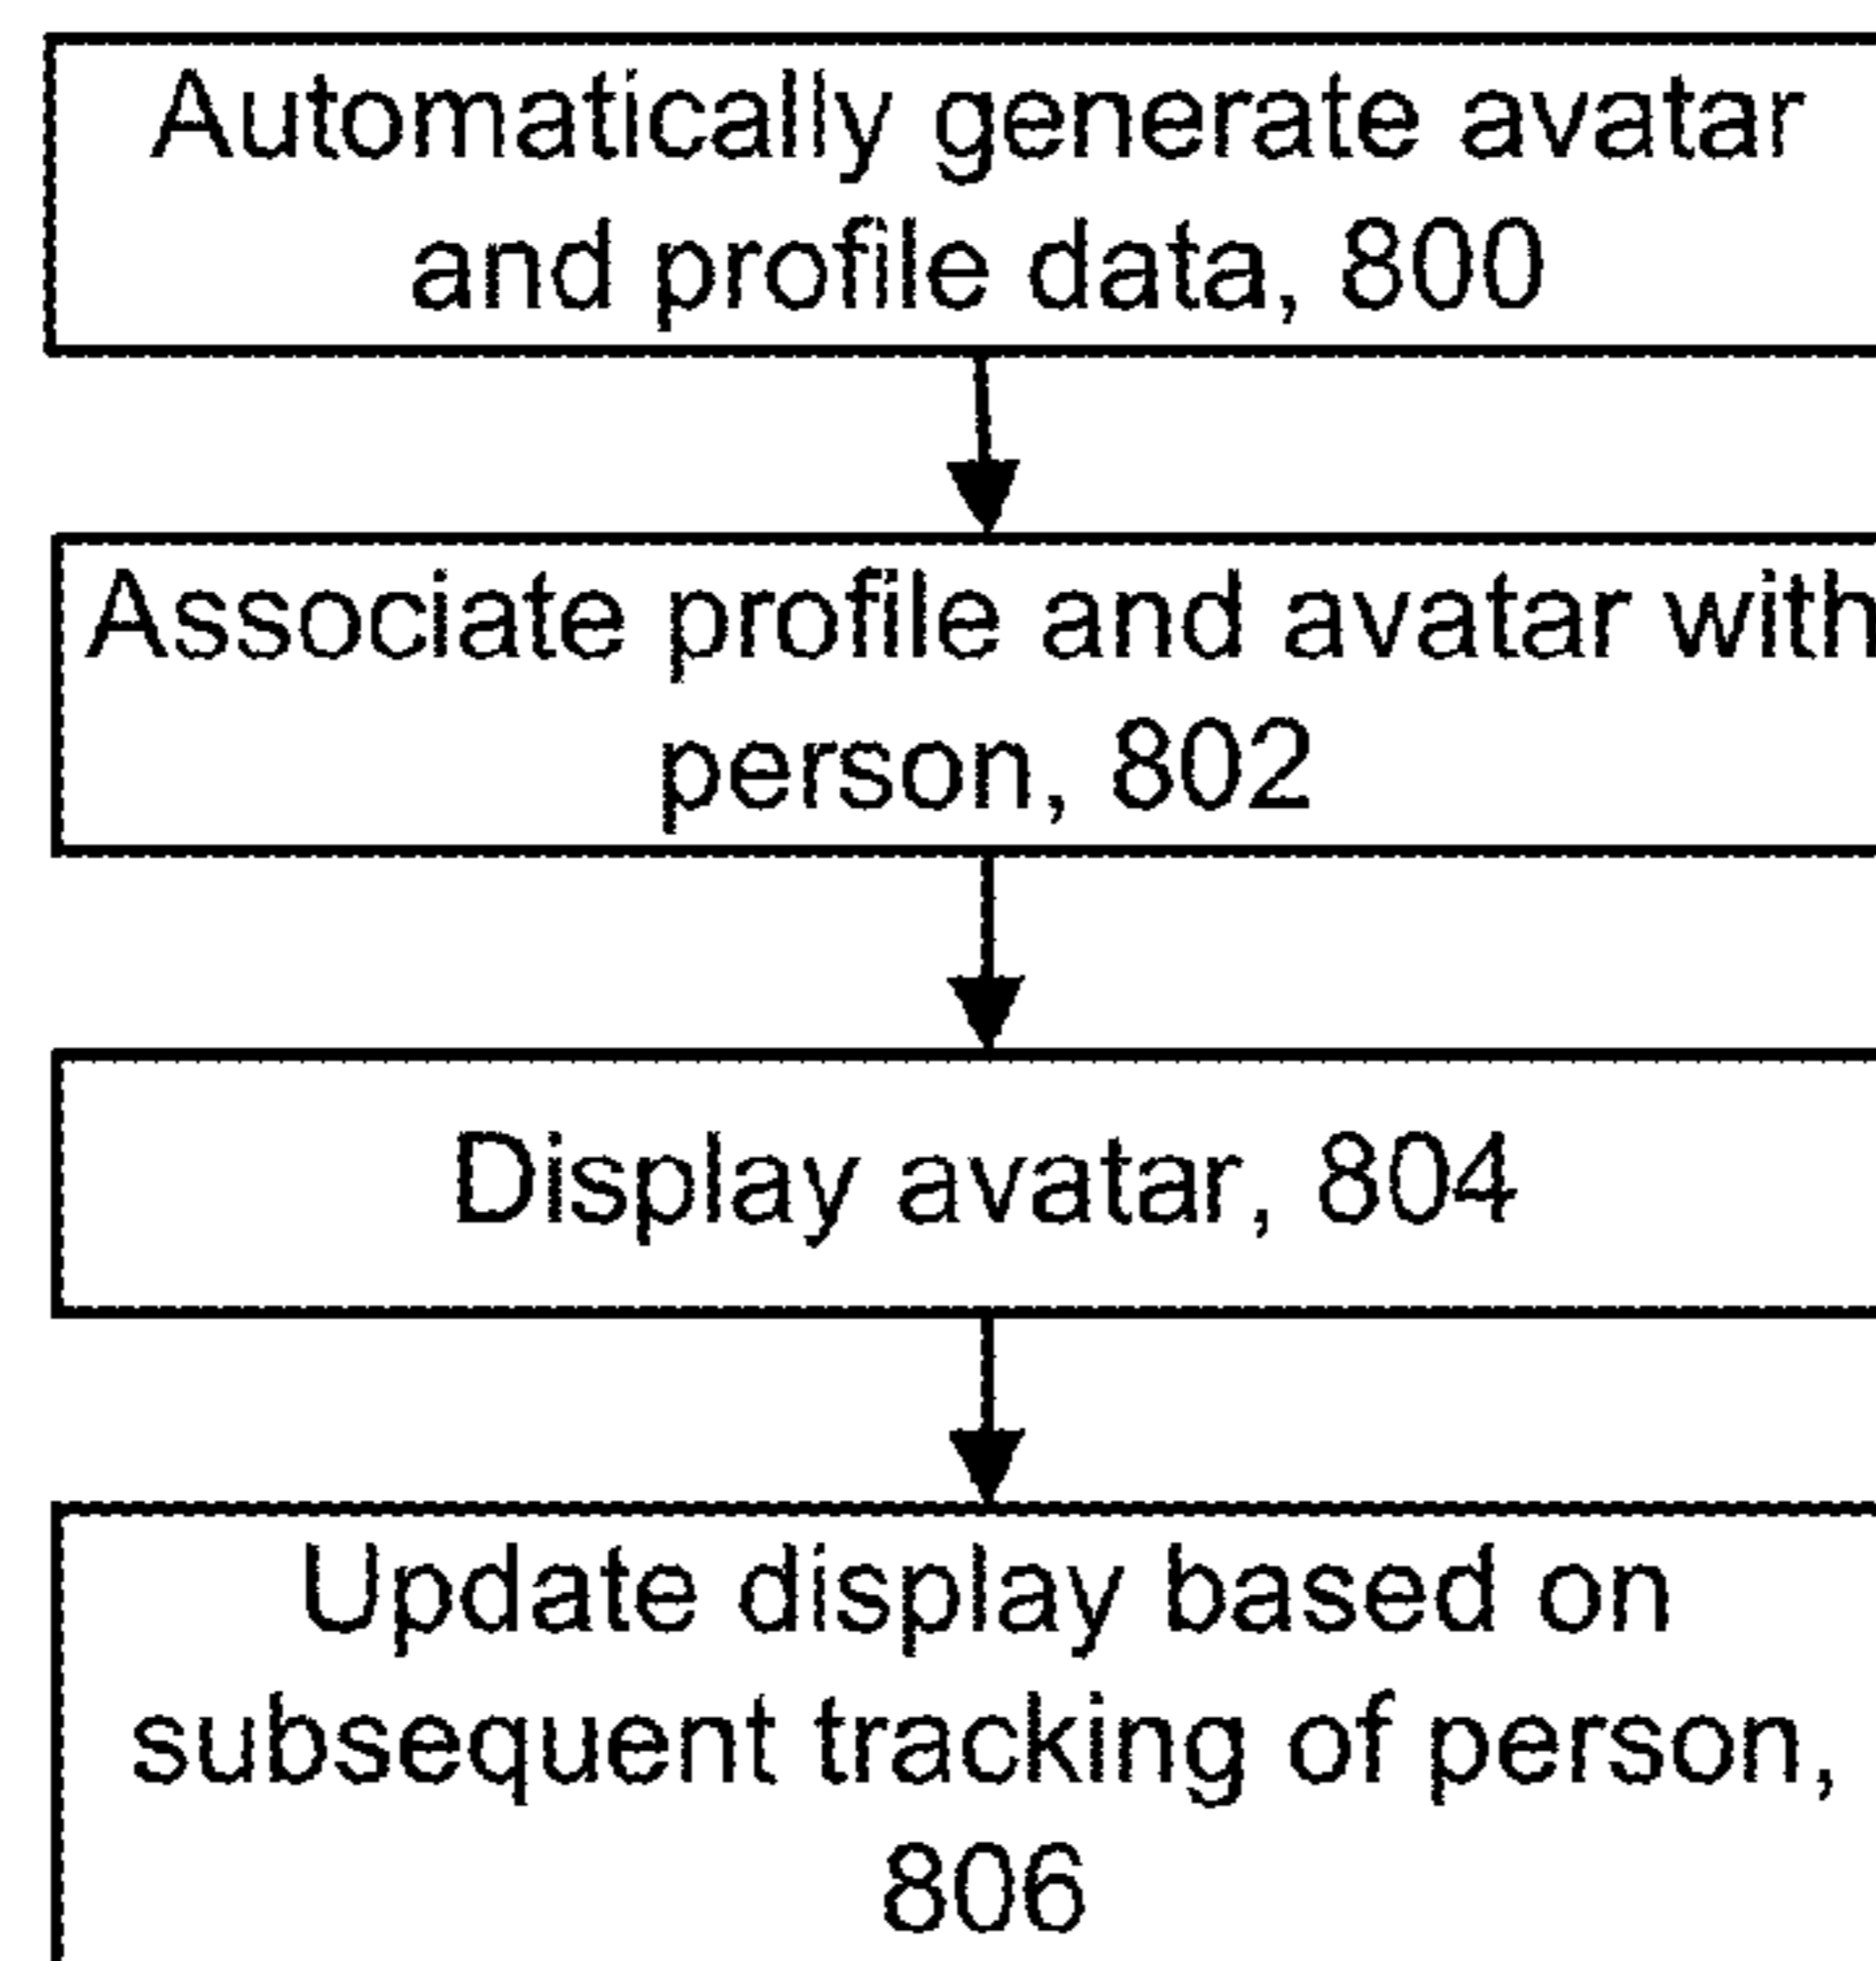 Automatically generate avatar
and profile data, 800
Associate profile and avatar with
person, 802
Display avatar, 804
Update display based on
subsequent tracking of person,
806